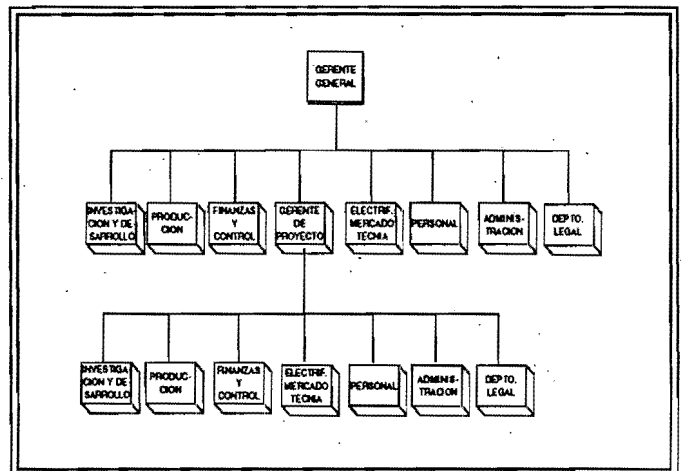 GERENTE
GENERAL
INVESTIGA-
CION Y DE
SARROLLO
PRODUC-
CION
FINANZAS
Y
CONTROL
GERENTE
DE
PROYECTO
ELECTRIF.
MERCADO
TECNIA
PERSONAL
ADMINIS-
TRACION
DEPTO.
LEGAL
INVESTIGA-
CION Y DE
SARROLLO
PRODUC-
CION
FINANZAS
Y
CONTROL
ELECTRIF.
MERCADO
TECNIA
PERSONAL
ADMINIS-
TRACION
DEPTO.
LEGAL